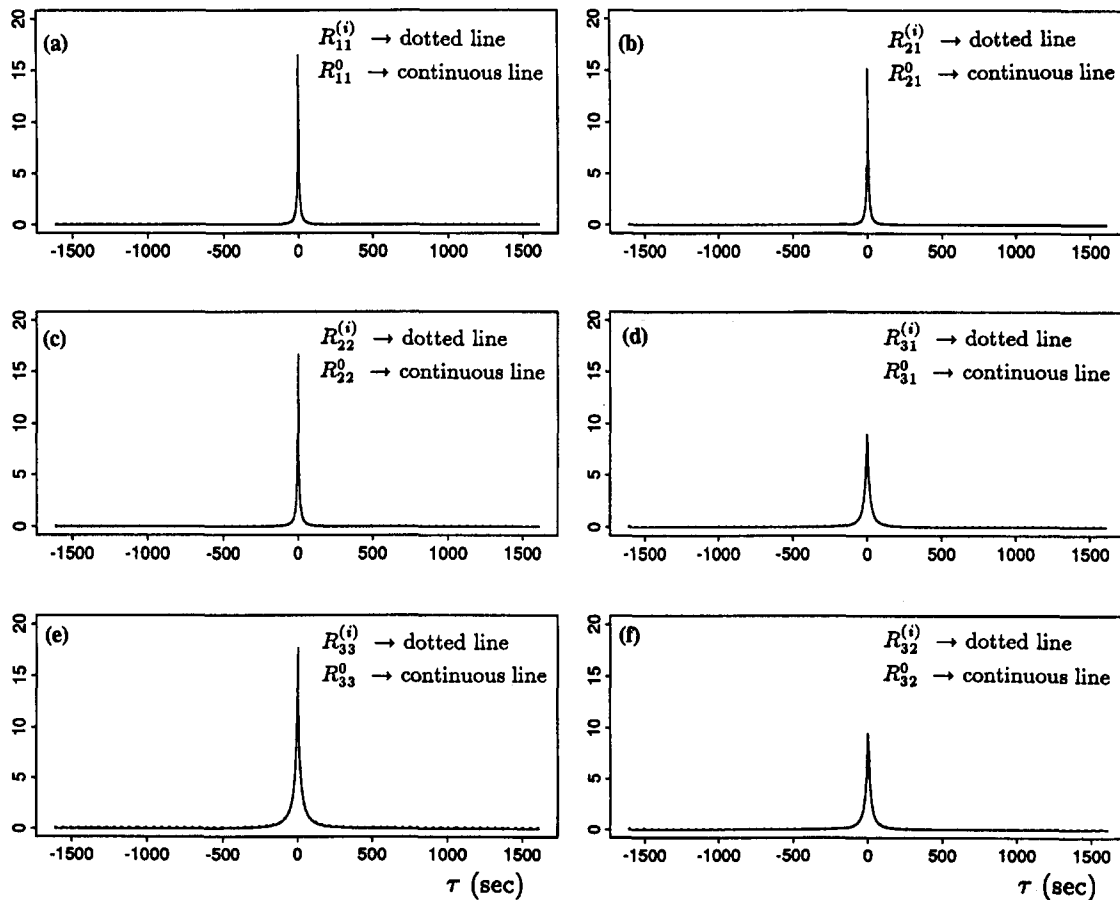 (a)
R_{11}^{(i)} → dotted line
R_{11}^{0} → continuous line
20
15
10
5
0
-1500 -1000 -500 0 500 1000 1500
(b)
R_{21}^{(i)} → dotted line
R_{21}^{0} → continuous line
20
15
10
5
0
-1500 -1000 -500 0 500 1000 1500
(c)
R_{22}^{(i)} → dotted line
R_{22}^{0} → continuous line
20
15
10
5
0
-1500 -1000 -500 0 500 1000 1500
(d)
R_{31}^{(i)} → dotted line
R_{31}^{0} → continuous line
20
15
10
5
0
-1500 -1000 -500 0 500 1000 1500
(e)
R_{33}^{(i)} → dotted line
R_{33}^{0} → continuous line
20
15
10
5
0
-1500 -1000 -500 0 500 1000 1500
τ (sec)
(f)
R_{32}^{(i)} → dotted line
R_{32}^{0} → continuous line
20
15
10
5
0
-1500 -1000 -500 0 500 1000 1500
τ (sec)